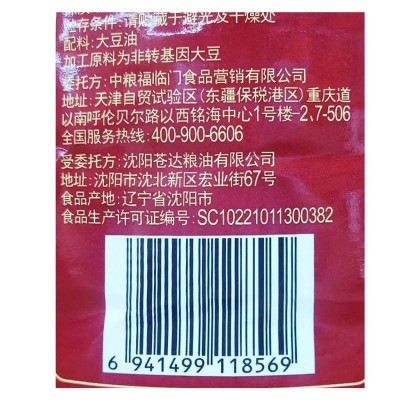 贮存条件：请贮藏于避光及干燥处
配料：大豆油
加工原料为非转基因大豆
委托方：中粮福临门食品营销有限公司
地址：天津自贸试验区(东疆保税港区)重庆道
以南呼伦贝尔路以西铭海中心1号楼-2、7-506
全国服务热线：400-900-6606
受委托方：沈阳苍达粮油有限公司
地址：沈阳市沈北新区宏业街67号
食品产地：辽宁省沈阳市
食品生产许可证编号：SC10221011300382
6 941499 118569